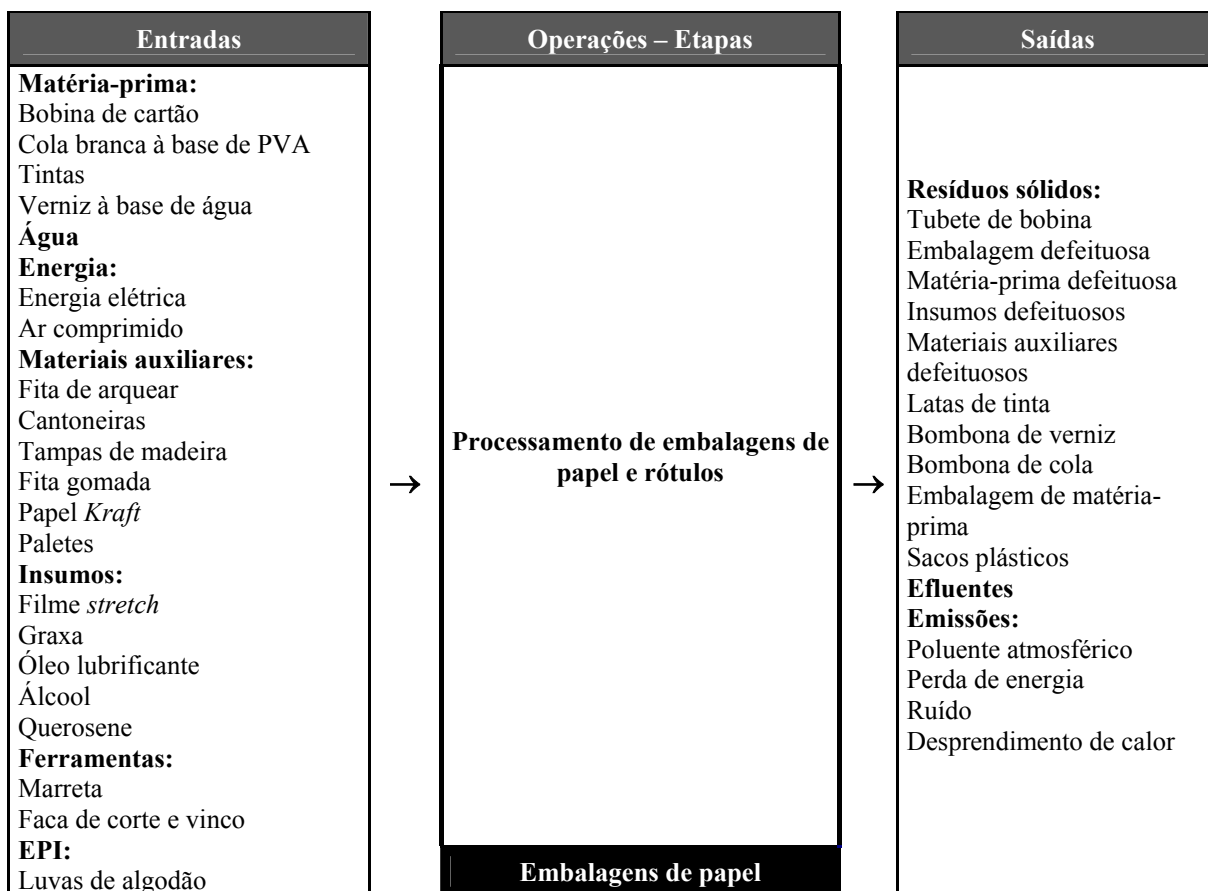 Entradas
Matéria-prima:
Bobina de cartão
Cola branca à base de PVA
Tintas
Verniz à base de água
Água
Energia:
Energia elétrica
Ar comprimido
Materiais auxiliares:
Fita de arquear
Cantoneiras
Tampas de madeira
Fita gomada
Papel Kraft
Paletes
Insumos:
Filme stretch
Graxa
Óleo lubrificante
Álcool
Querosene
Ferramentas:
Marreta
Faca de corte e vinco
EPI:
Luvas de algodão
→
Operações – Etapas
Processamento de embalagens de
papel e rótulos
Embalagens de papel
→
Saídas
Resíduos sólidos:
Tubete de bobina
Embalagem defeituosa
Matéria-prima defeituosa
Insumos defeituosos
Materiais auxiliares
defeituosos
Latas de tinta
Bombona de verniz
Bombona de cola
Embalagem de matéria-
prima
Sacos plásticos
Efluentes
Emissões:
Poluente atmosférico
Perda de energia
Ruído
Desprendimento de calor